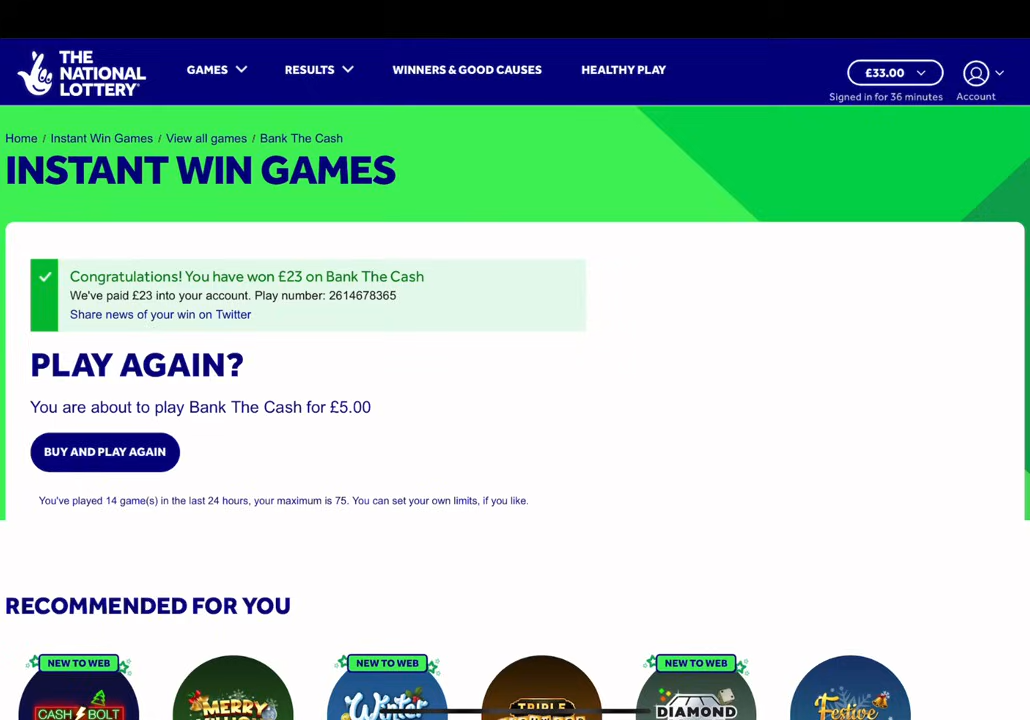 THE
NATIONAL
LOTTERY
GAMES
RESULTS
WINNERS & GOOD CAUSES
HEALTHY PLAY
£33.00
Signed in for 36 minutes
Account
Home / Instant Win Games / View all games / Bank The Cash
INSTANT WIN GAMES
Congratulations! You have won £23 on Bank The Cash
We've paid £23 into your account. Play number: 2614678365
Share news of your win on Twitter
PLAY AGAIN?
You are about to play Bank The Cash for £5.00
BUY AND PLAY AGAIN
You've played 14 game(s) in the last 24 hours, your maximum is 75. You can set your own limits, if you like.
RECOMMENDED FOR YOU
NEW TO WEB
NEW TO WEB
NEW TO WEB
CASH BOLT
MERRY
Winter
TRIPLE
DIAMOND
Festive